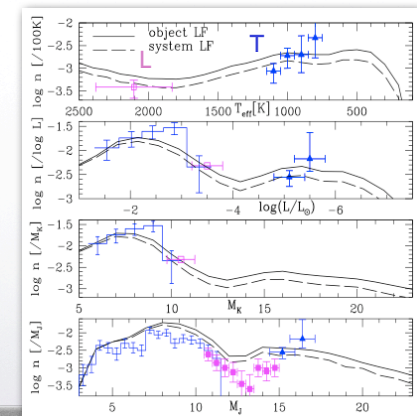 object LF
system LF
L
T
log n [/100K]
-2
-2.5
-3
-3.5
2500
2000
1500
1000
500
T_eff[K]
log n [/log L]
-1.5
-2
-2.5
-3
-2
-4
-6
log(L/L⊙)
log n [/M_K]
-1.5
-2
-2.5
-3
5
10
15
20
M_K
log n [/M_J]
-2
-2.5
-3
-3.5
5
10
15
20
M_J